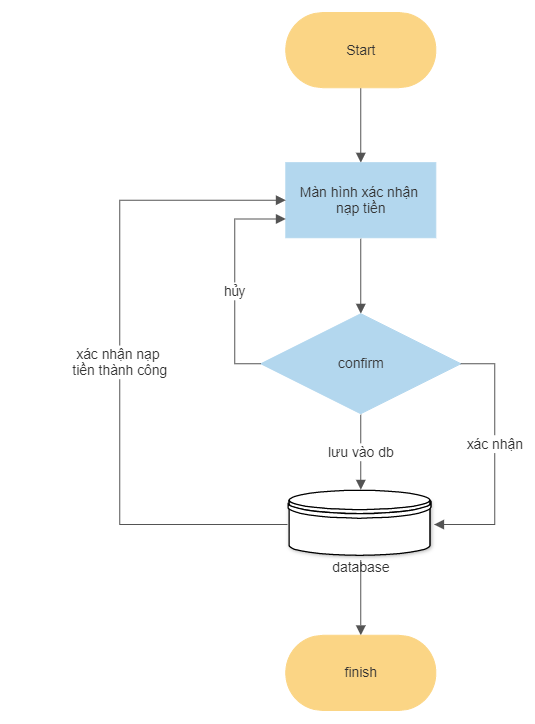 Start
Màn hình xác nhận
nạp tiền
hủy
xác nhận nạp
tiền thành công
confirm
xác nhận
lưu vào db
database
finish